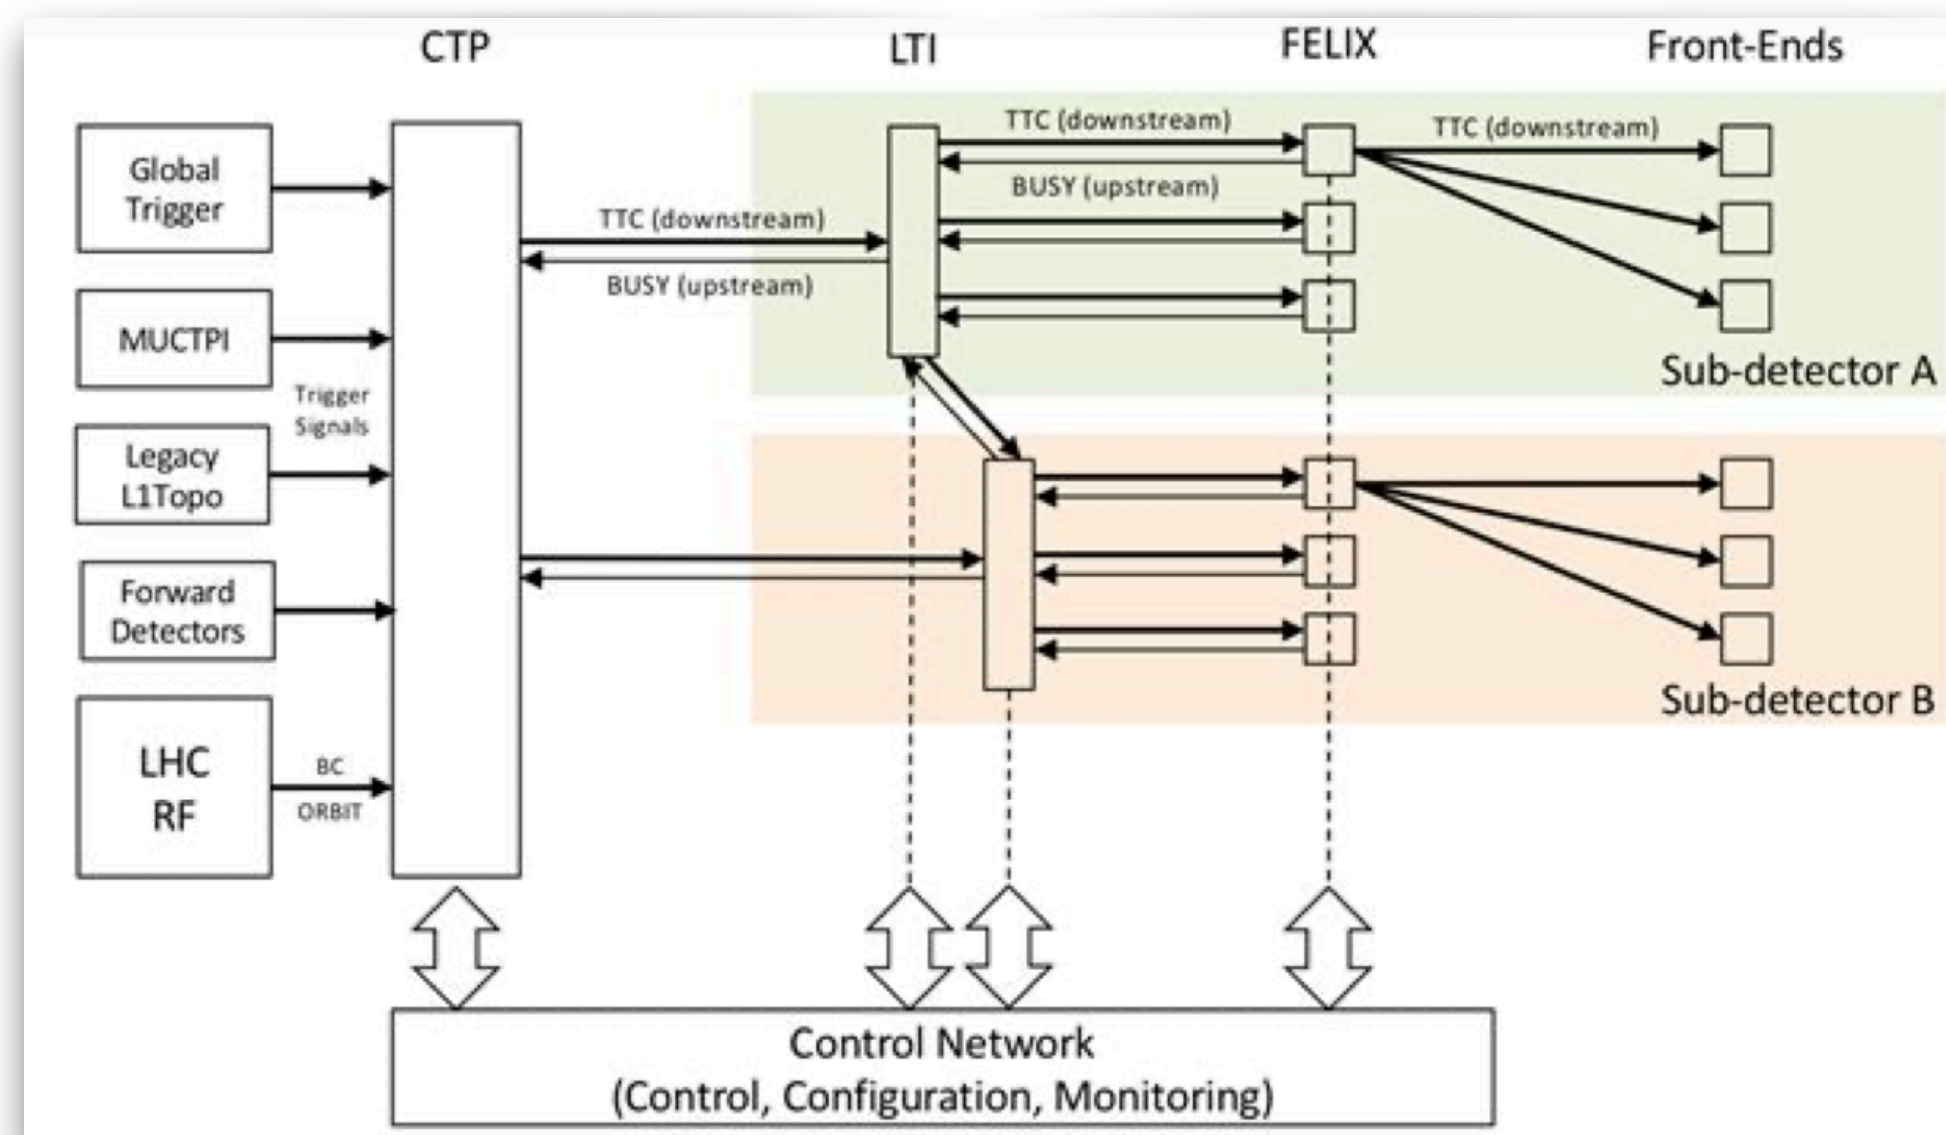 CTP
LTI
FELIX
Front-Ends
Global
Trigger
MUCTPI
Trigger
Signals
Legacy
L1Topo
Forward
Detectors
LHC
RF
BC
ORBIT
TTC (downstream)
BUSY (upstream)
TTC (downstream)
BUSY (upstream)
TTC (downstream)
Sub-detector A
Sub-detector B
Control Network
(Control, Configuration, Monitoring)